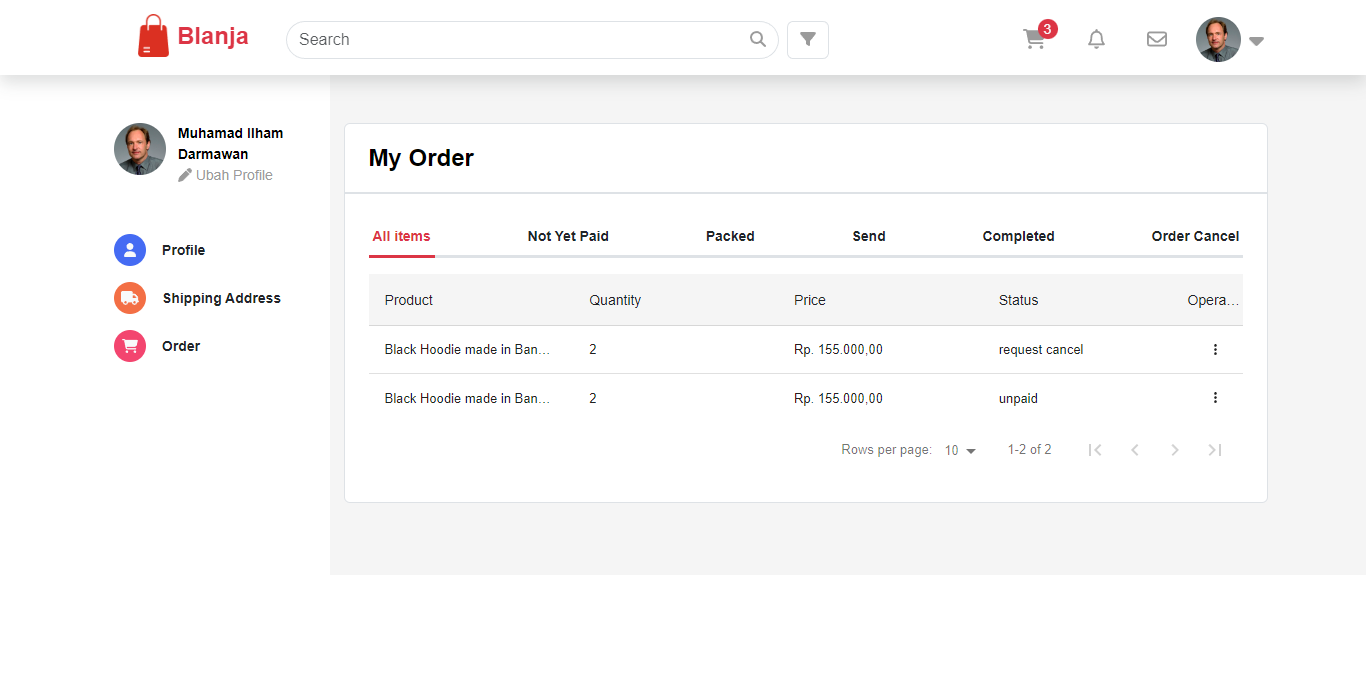 Blanja
Search
3
Muhamad Ilham
Darmawan
Ubah Profile
Profile
Shipping Address
Order
My Order
All items Not Yet Paid Packed Send Completed Order Cancel
Product Quantity Price Status Opera...
Black Hoodie made in Ban... 2 Rp. 155.000,00 request cancel
Black Hoodie made in Ban... 2 Rp. 155.000,00 unpaid
Rows per page: 10 1-2 of 2